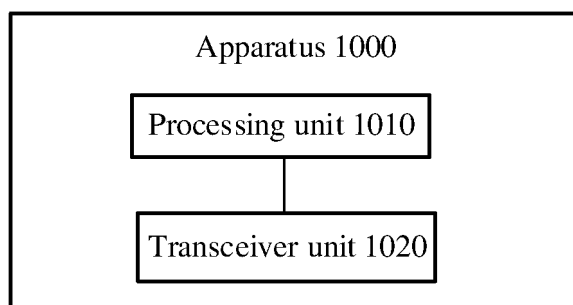 Apparatus 1000
Processing unit 1010
Transceiver unit 1020